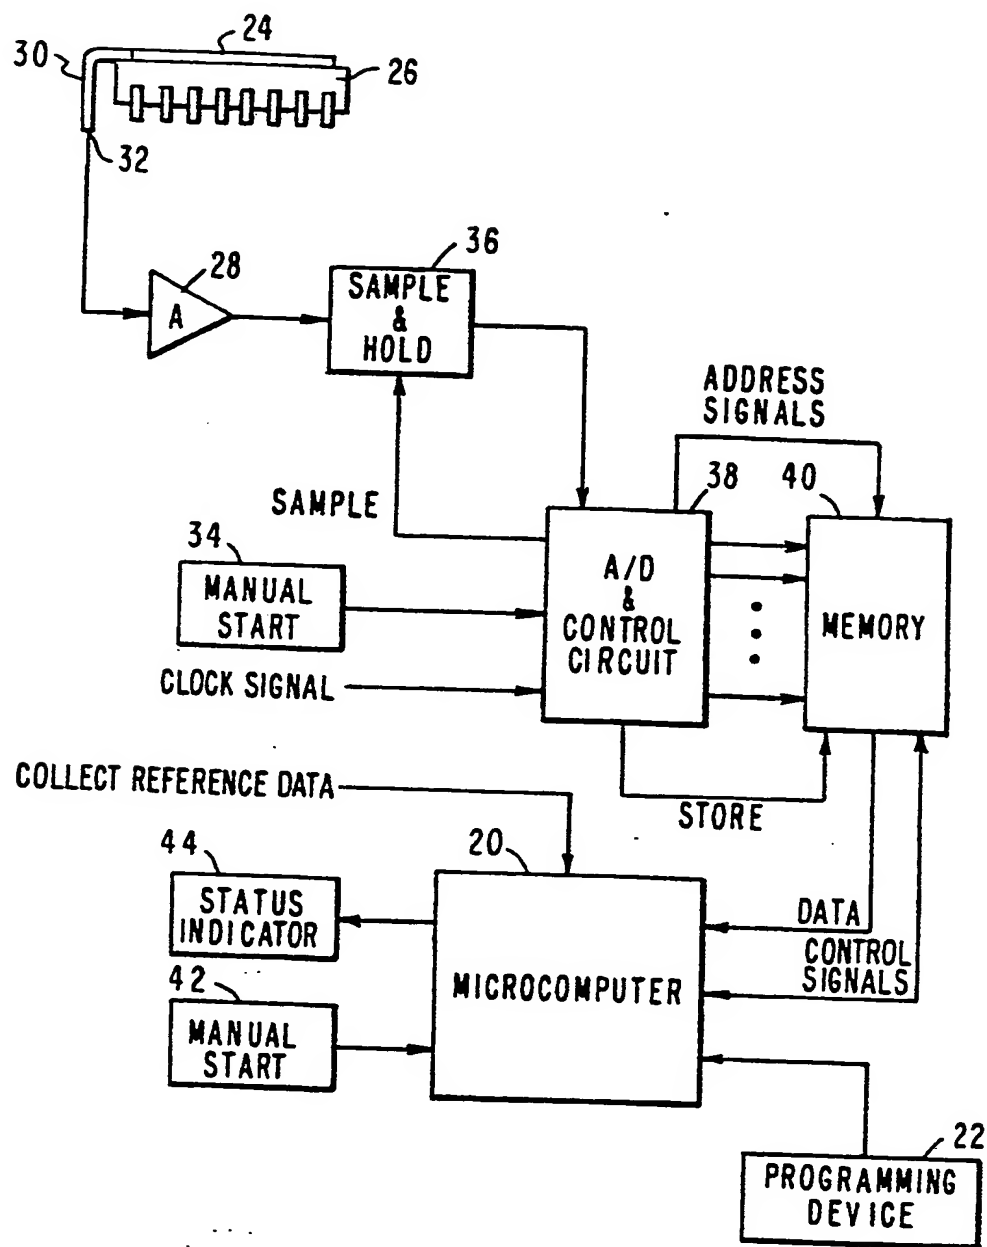 24
30
26
32
28
A
36
SAMPLE
&
HOLD
ADDRESS
SIGNALS
38
40
SAMPLE
34
MANUAL
START
A/D
&
CONTROL
CIRCUIT
MEMORY
CLOCK SIGNAL
COLLECT REFERENCE DATA
STORE
44
20
STATUS
INDICATOR
DATA
CONTROL
SIGNALS
MICROCOMPUTER
42
MANUAL
START
22
PROGRAMMING
DEVICE